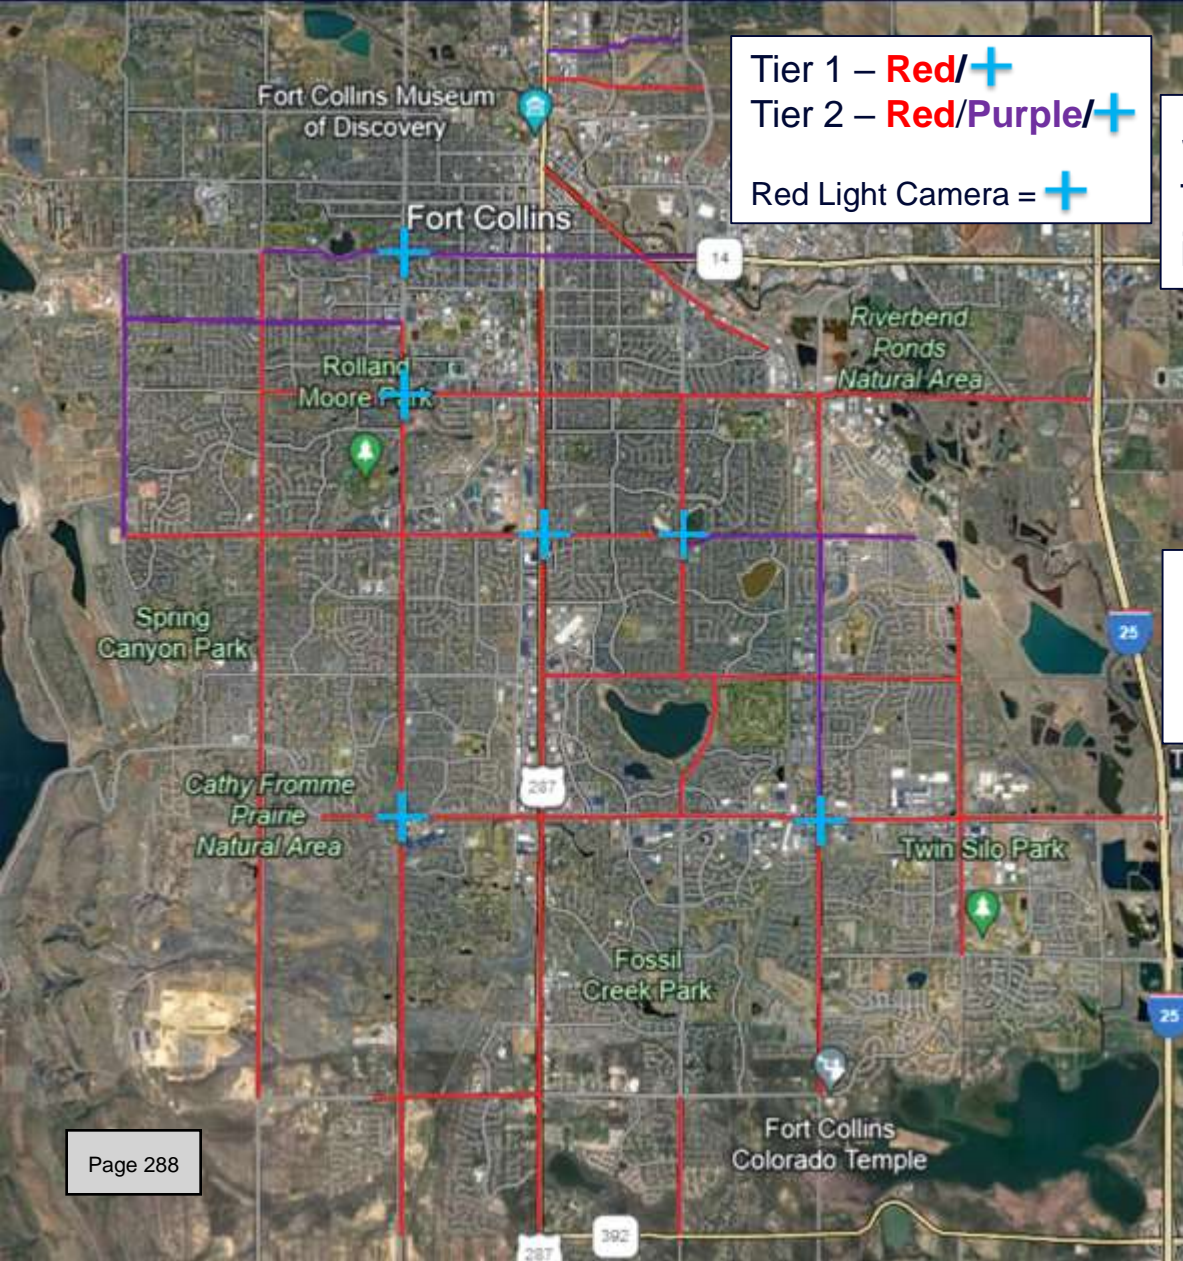 Tier 1 – Red/
Tier 2 – Red/Purple/
Red Light Camera =
Fort Collins Museum
of Discovery
Fort Collins
14
Riverbend
Ponds
Natural Area
Rolland
Moore Park
Spring
Canyon Park
25
287
Cathy Fromme
Prairie
Natural Area
Twin Silo Park
Fossil
Creek Park
25
Fort Collins
Colorado Temple
Page 288
392
287